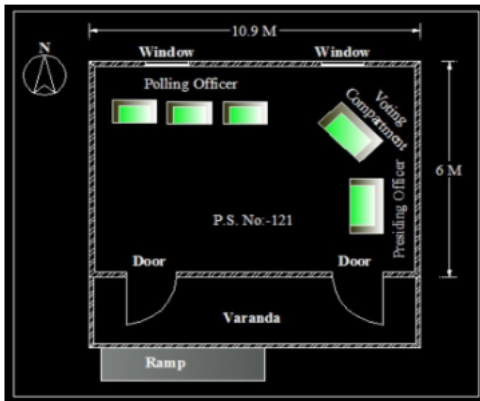 10.9 M
N
Window
Window
Polling Officer
Voting
Compartment
6 M
Presiding Officer
P.S. No:-121
Door
Door
Varanda
Ramp